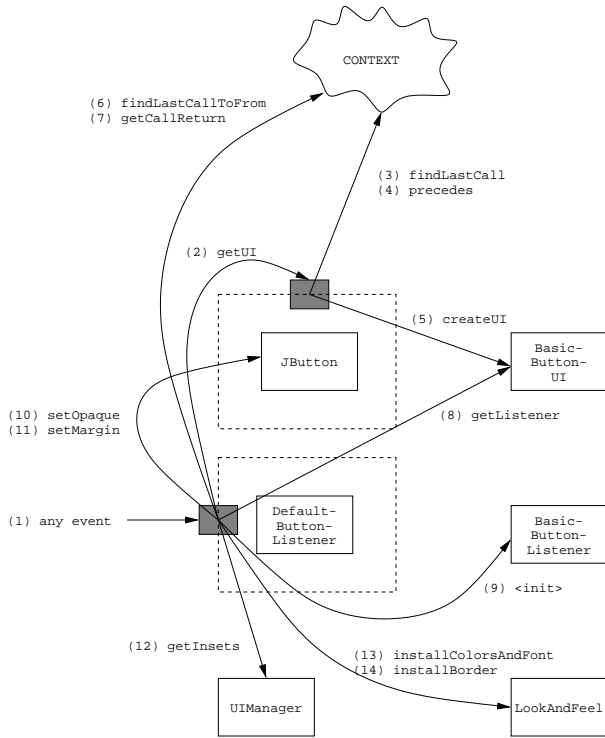 CONTEXT
(6) findLastCallToFrom
(7) getCallReturn
(3) findLastCall
(4) precedes
(2) getUI
(5) createUI
JButton
Basic-
Button-
UI
(10) setOpaque
(11) setMargin
(8) getListener
(1) any event
Default-
Button-
Listener
Basic-
Button-
Listener
(9) <init>
(12) getInsets
(13) installColorsAndFont
(14) installBorder
UIManager
LookAndFeel